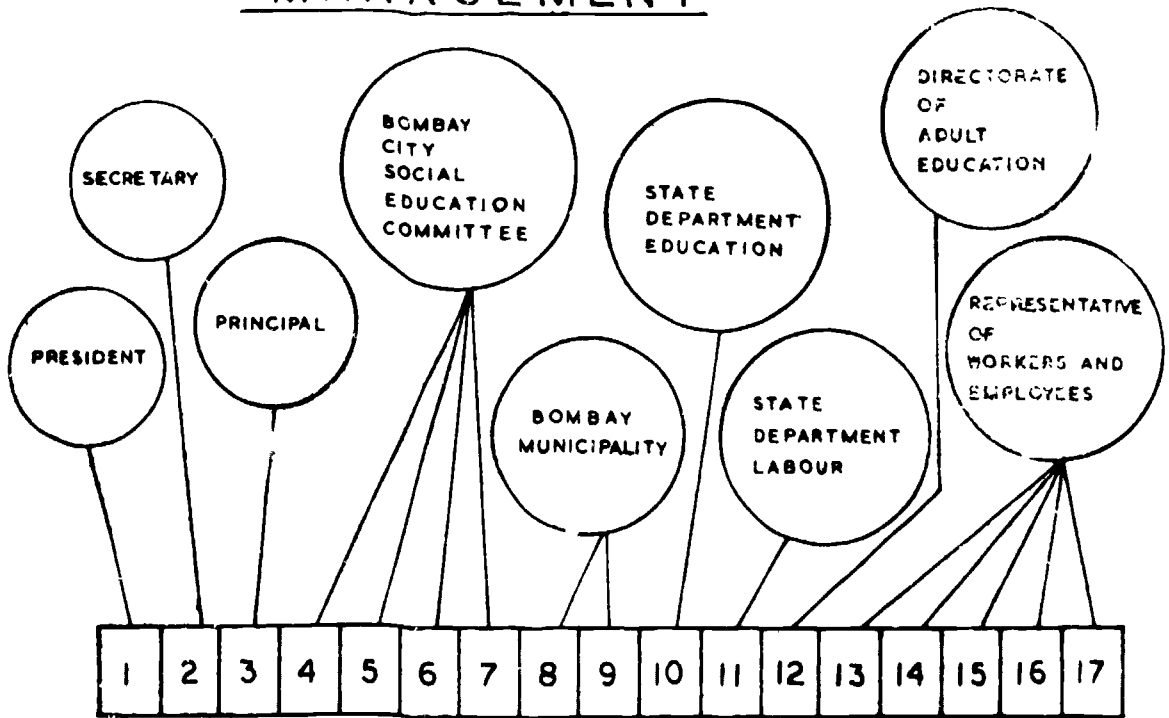 MANAGEMENT
SECRETARY
PRESIDENT
PRINCIPAL
BOMBAY
CITY
SOCIAL
EDUCATION
COMMITTEE
BOMBAY
MUNICIPALITY
STATE
DEPARTMENT
EDUCATION
STATE
DEPARTMENT
LABOUR
DIRECTORATE
OF
ADULT
EDUCATION
REPRESENTATIVE
OF
WORKERS AND
EMPLOYEES
1 2 3 4 5 6 7 8 9 10 11 12 13 14 15 16 17